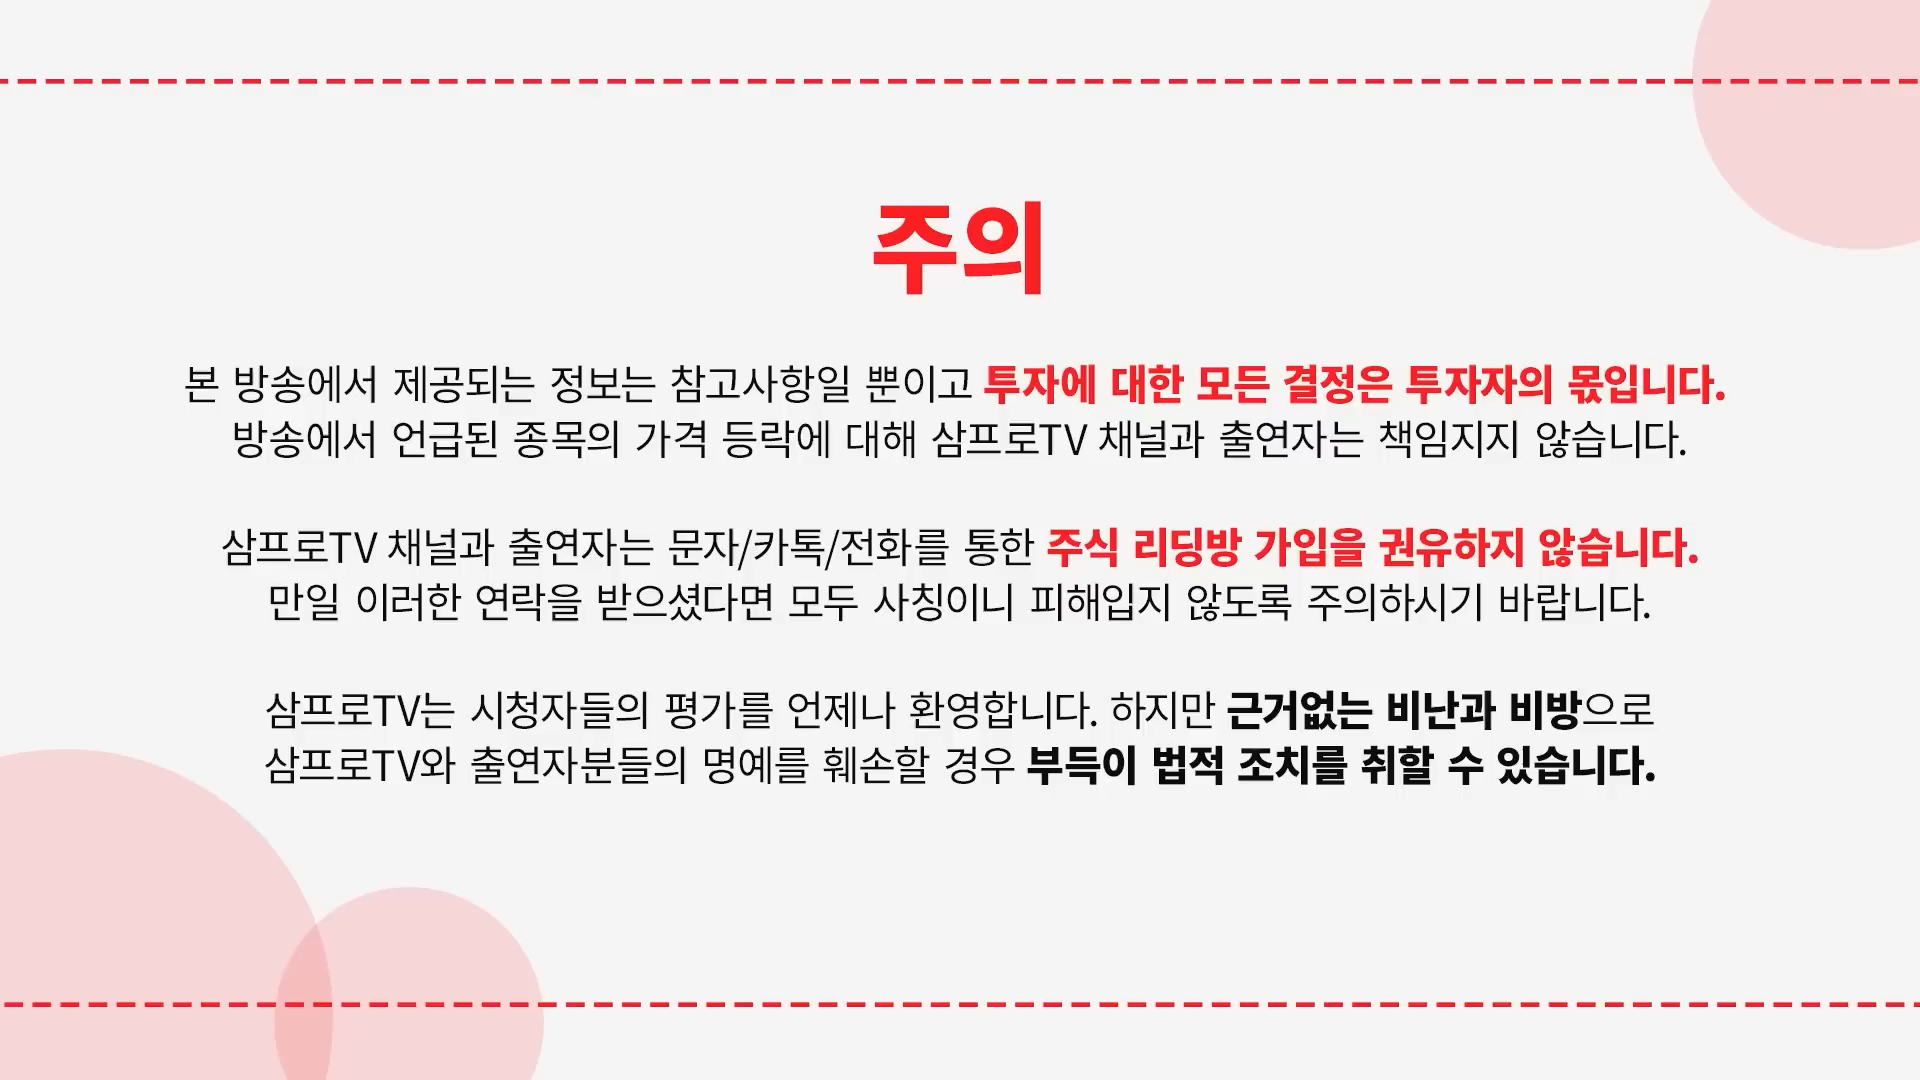 주의
본 방송에서 제공되는 정보는 참고사항일 뿐이고 투자에 대한 모든 결정은 투자자의 몫입니다.
방송에서 언급된 종목의 가격 등락에 대해 삼프로TV 채널과 출연자는 책임지지 않습니다.
삼프로TV 채널과 출연자는 문자/카톡/전화를 통한 주식 리딩방 가입을 권유하지 않습니다.
만일 이러한 연락을 받으셨다면 모두 사칭이니 피해입지 않도록 주의하시기 바랍니다.
삼프로TV는 시청자들의 평가를 언제나 환영합니다. 하지만 근거없는 비난과 비방으로
삼프로TV와 출연자분들의 명예를 훼손할 경우 부득이 법적 조치를 취할 수 있습니다.